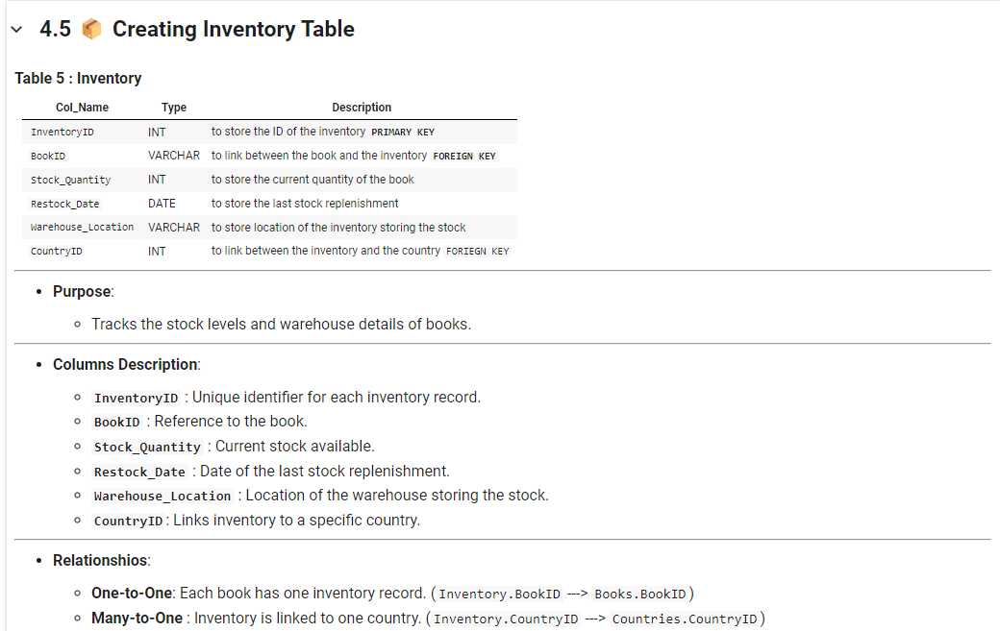 4.5 📦 Creating Inventory Table
Table 5 : Inventory
Col_Name Type Description
InventoryID INT to store the ID of the inventory PRIMARY KEY
BookID VARCHAR to link between the book and the inventory FOREIGN KEY
Stock_Quantity INT to store the current quantity of the book
Restock_Date DATE to store the last stock replenishment
Warehouse_Location VARCHAR to store location of the inventory storing the stock
CountryID INT to link between the inventory and the country FORIEGN KEY
• Purpose:
○ Tracks the stock levels and warehouse details of books.
• Columns Description:
○ InventoryID : Unique identifier for each inventory record.
○ BookID : Reference to the book.
○ Stock_Quantity : Current stock available.
○ Restock_Date : Date of the last stock replenishment.
○ Warehouse_Location : Location of the warehouse storing the stock.
○ CountryID : Links inventory to a specific country.
• Relationshios:
○ One-to-One: Each book has one inventory record. ( Inventory.BookID ---> Books.BookID )
○ Many-to-One : Inventory is linked to one country. ( Inventory.CountryID ---> Countries.CountryID )